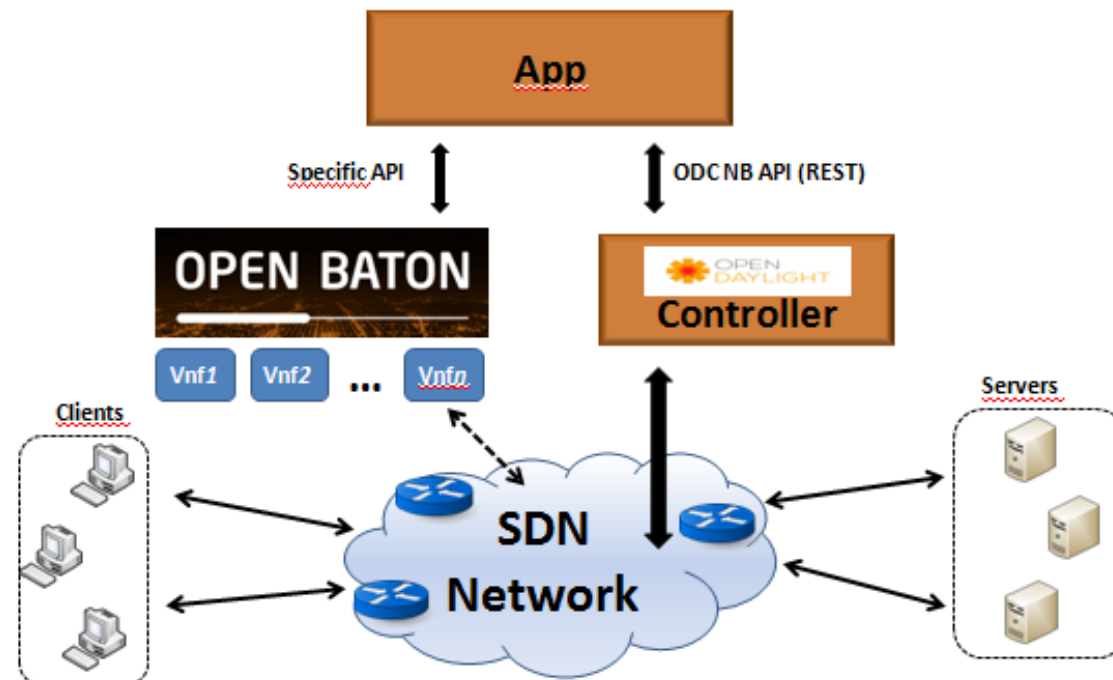 App
Specific API
ODC NB API (REST)
OPEN BATON
OPEN
DAYLIGHT
Controller
Vnf1
Vnf2
...
Vnfn
Clients
Servers
SDN
Network